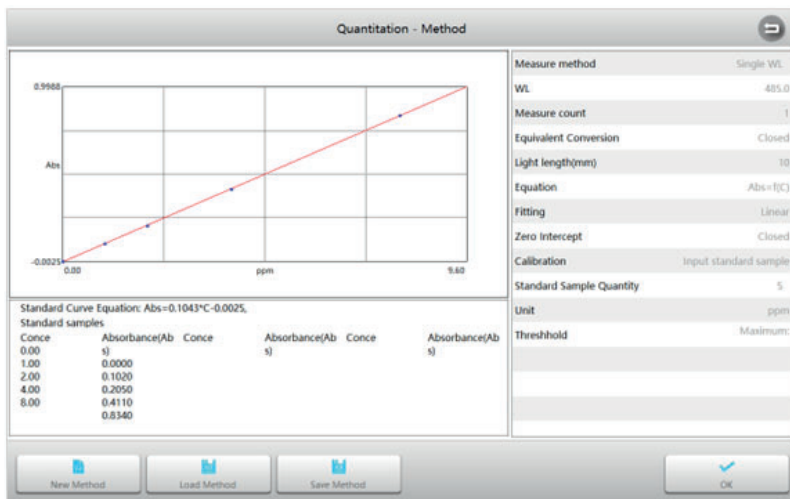 Quantitation - Method
0.9988
Abs
-0.0025
0.00
ppm
9.60
Standard Curve Equation: Abs=0.1043*C-0.0025,
Standard samples
Conce Absorbance(Ab Conce Absorbance(Ab Conce Absorbance(Ab
0.00 s) s) s)
1.00 0.0000
2.00 0.1020
4.00 0.2050
8.00 0.4110
0.8340
Measure method Single WL
WL 485.0
Measure count 1
Equivalent Conversion Closed
Light length(mm) 10
Equation Abs=f(C)
Fitting Linear
Zero Intercept Closed
Calibration Input standard sample
Standard Sample Quantity 5
Unit ppm
Threshhold Maximum:
New Method Load Method Save Method OK